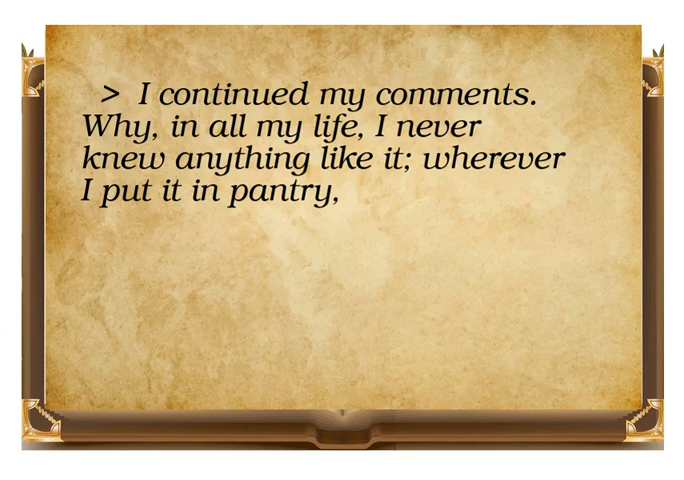 > I continued my comments.
Why, in all my life, I never
knew anything like it; wherever
I put it in pantry,